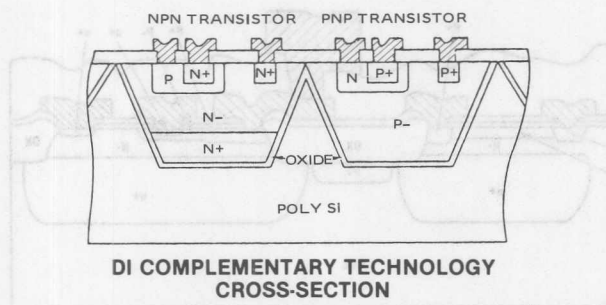 NPN TRANSISTOR PNP TRANSISTOR
P N+ N+ N P+ P+
N−
P−
N+
OXIDE
POLY Si
DI COMPLEMENTARY TECHNOLOGY
CROSS-SECTION